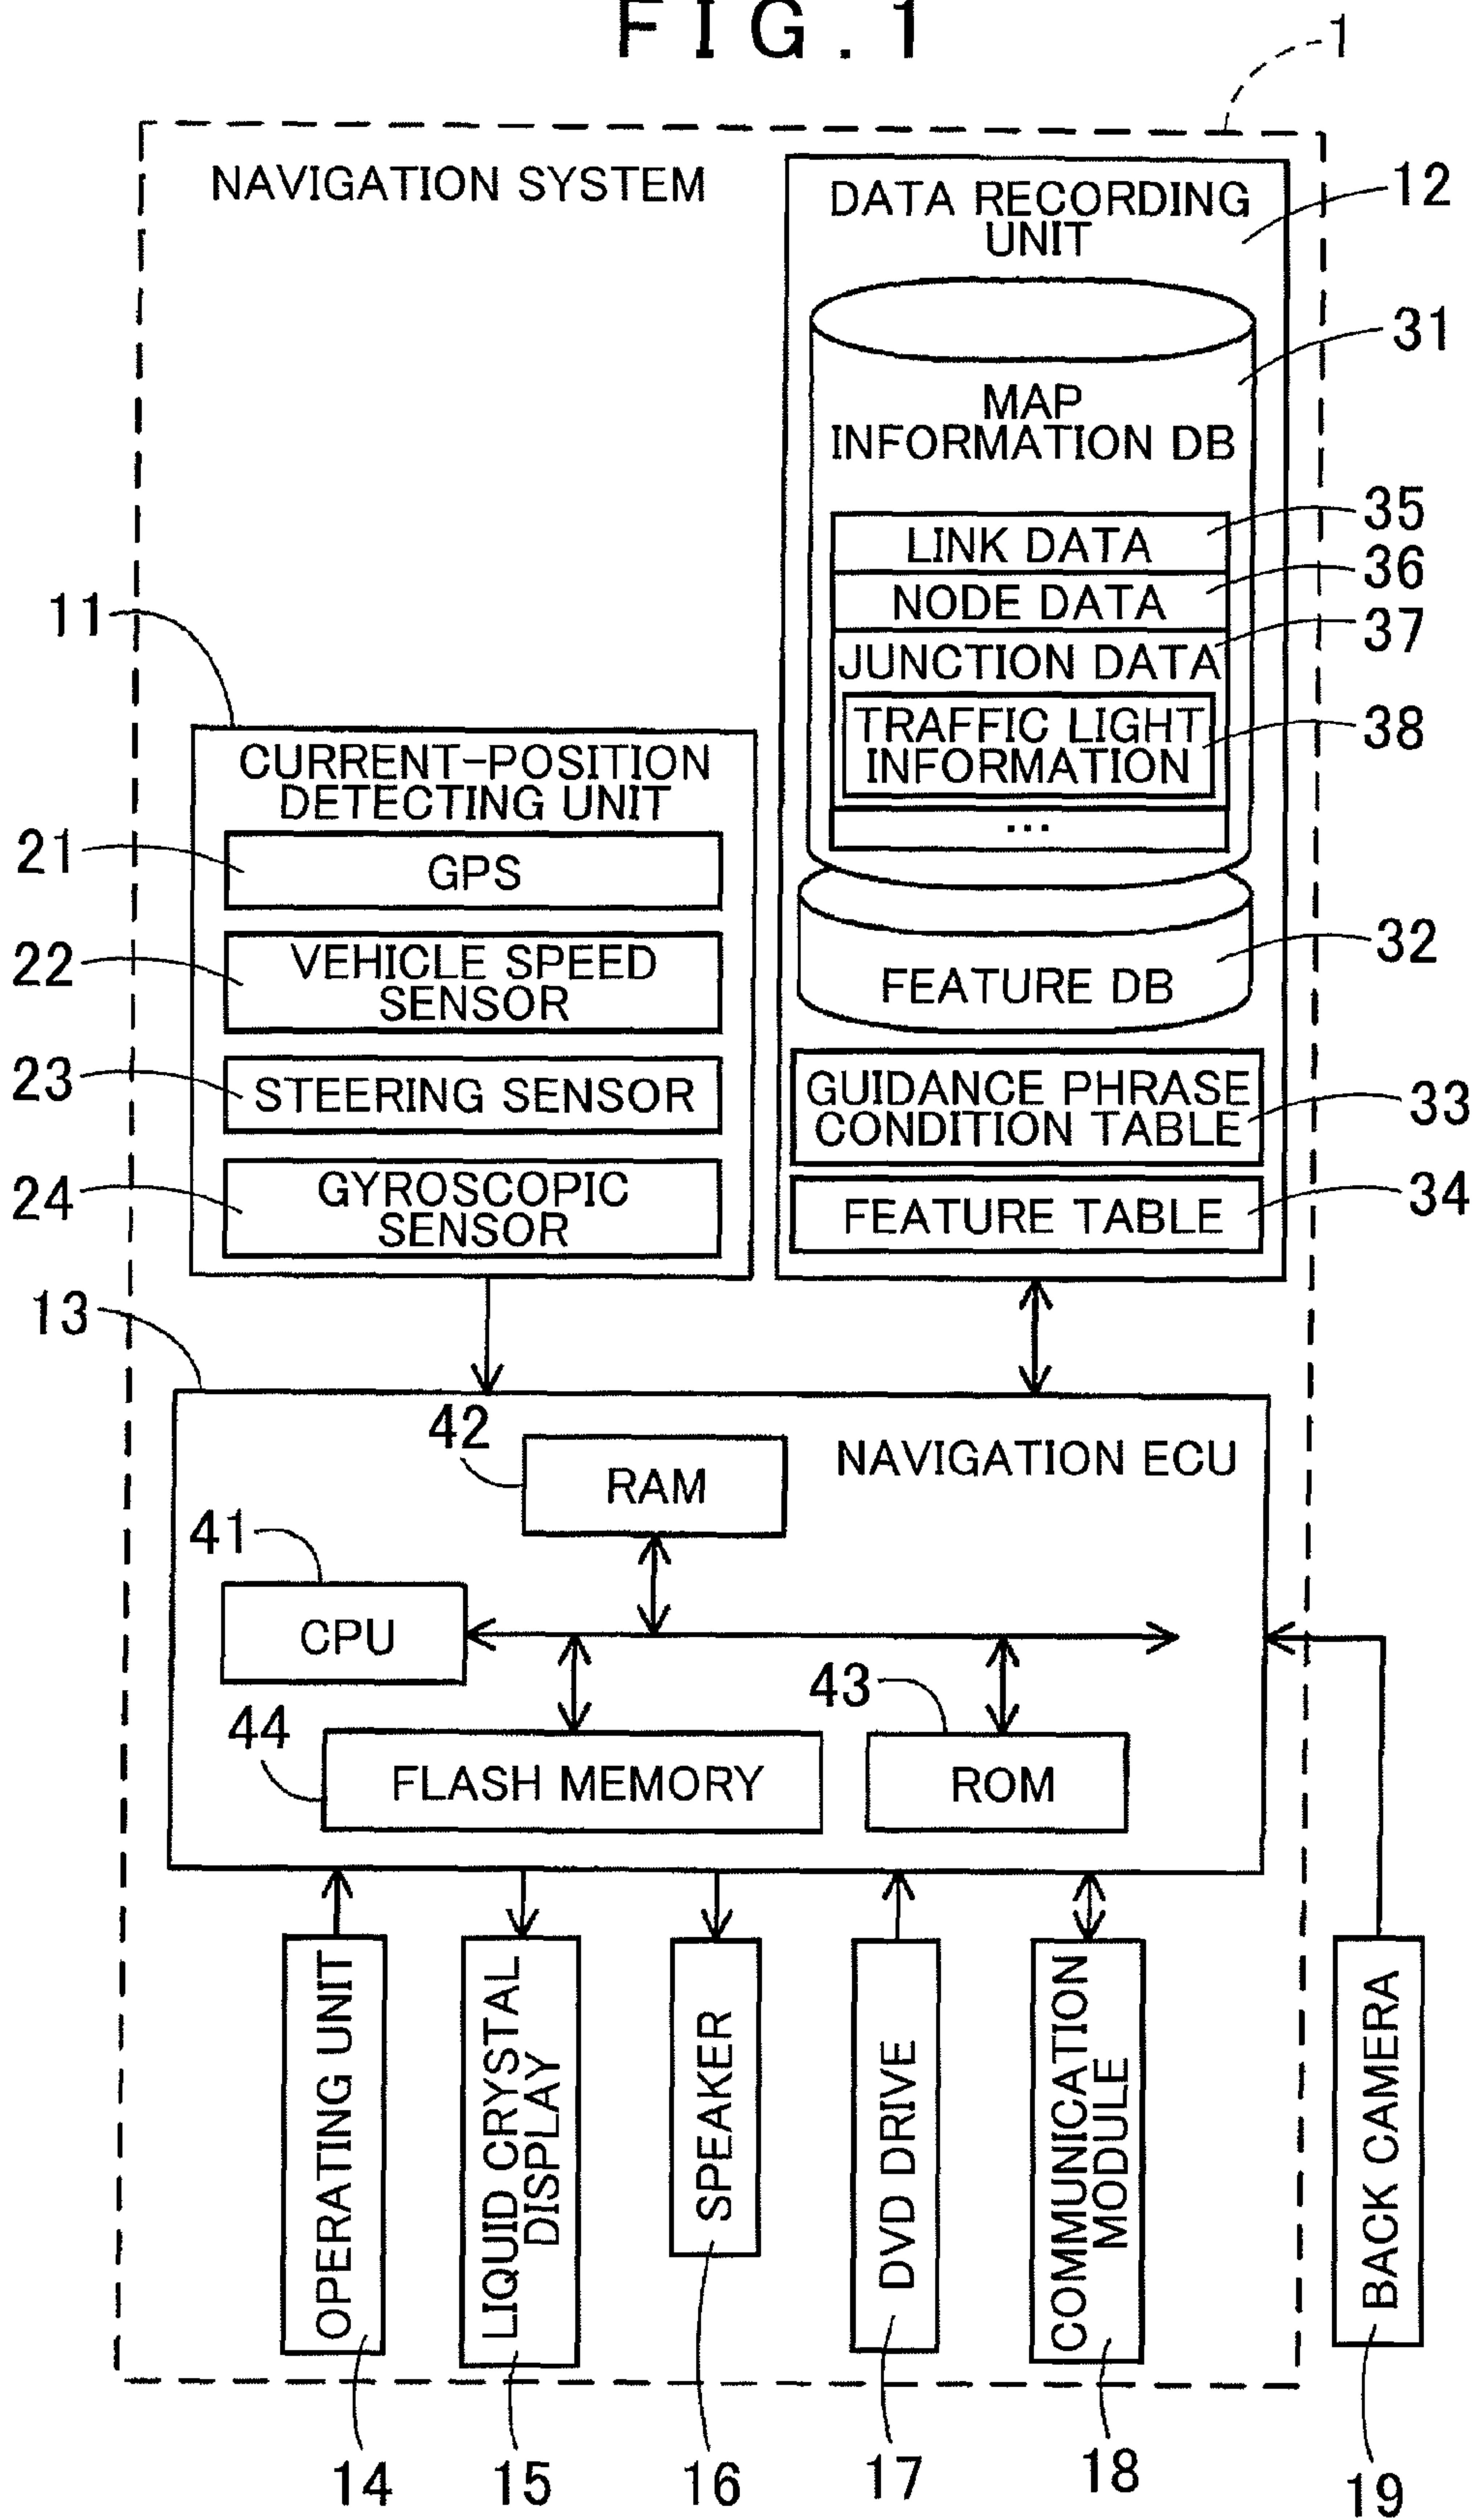 FIG.1
1
NAVIGATION SYSTEM
DATA RECORDING
UNIT
12
31
MAP
INFORMATION DB
LINK DATA
35
NODE DATA
36
JUNCTION DATA
37
TRAFFIC LIGHT
INFORMATION
38
...
11
CURRENT-POSITION
DETECTING UNIT
21
GPS
22
VEHICLE SPEED
SENSOR
23
STEERING SENSOR
24
GYROSCOPIC
SENSOR
FEATURE DB
32
GUIDANCE PHRASE
CONDITION TABLE
33
FEATURE TABLE
34
13
NAVIGATION ECU
42
RAM
41
CPU
43
44
FLASH MEMORY
ROM
OPERATING UNIT
LIQUID CRYSTAL
DISPLAY
SPEAKER
DVD DRIVE
COMMUNICATION
MODULE
BACK CAMERA
14
15
16
17
18
19